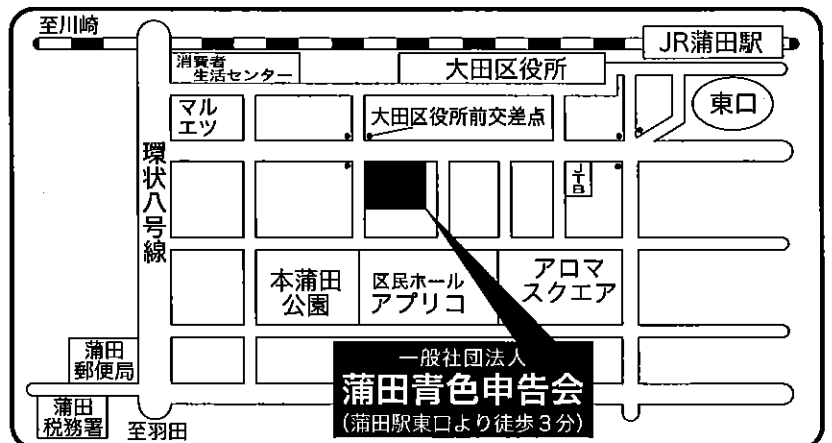 至川崎
JR蒲田駅
消費者
生活センター
大田区役所
東口
マル
エツ
大田区役所前交差点
環状八号線
JTB
本蒲田
公園
区民ホール
アプリコ
アロマ
スクエア
蒲田
郵便局
一般社団法人
蒲田青色申告会
(蒲田駅東口より徒歩3分)
蒲田
税務署
至羽田